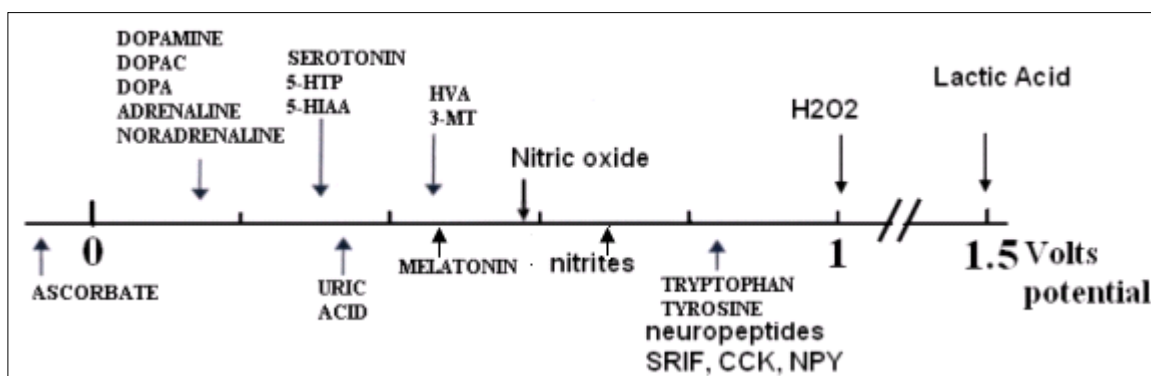 DOPAMINE
DOPAC
DOPA
ADRENALINE
NORADRENALINE
SEROTONIN
5-HTP
5-HIAA
HVA
3-MT
Nitric oxide
H2O2
Lactic Acid
0
1
1.5 Volts
potential
ASCORBATE
URIC
ACID
MELATONIN
nitrites
TRYPTOPHAN
TYROSINE
neuropeptides
SRIF, CCK, NPY